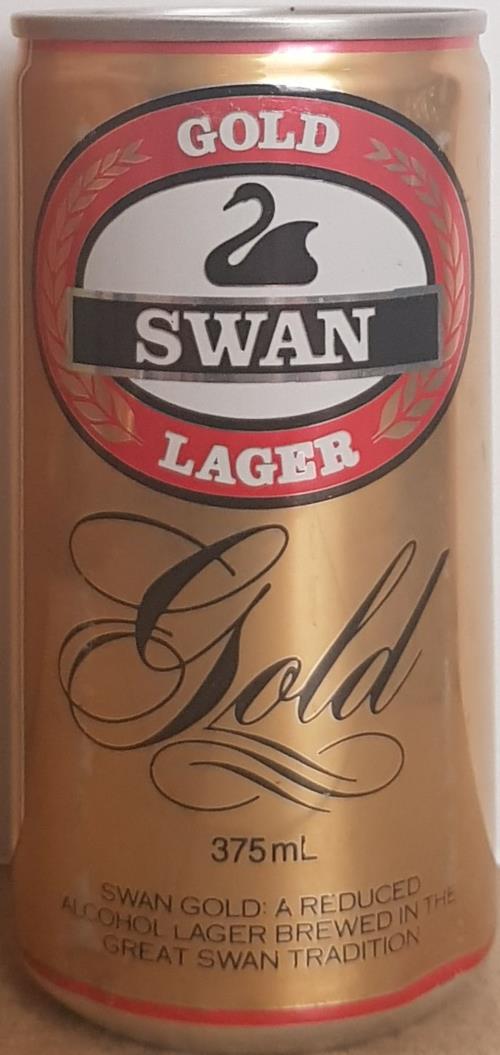 GOLD
SWAN
LAGER
Gold
375mL
SWAN GOLD: A REDUCED
ALCOHOL LAGER BREWED IN THE
GREAT SWAN TRADITION